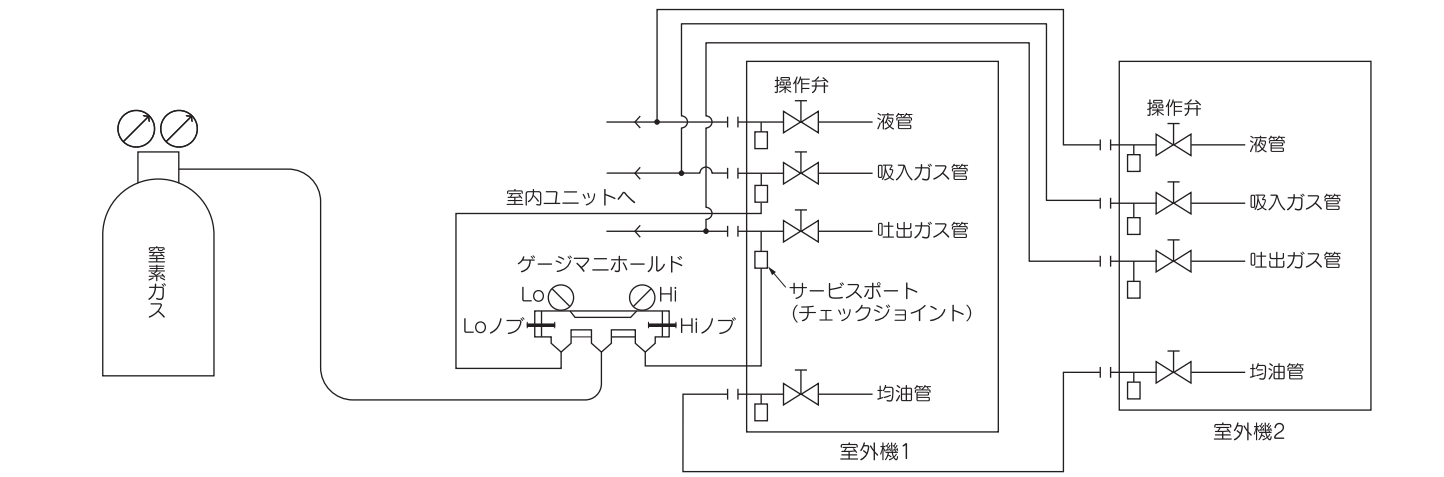 窒素ガス
室内ユニットへ
ゲージマニホールド
Lo
Hi
Loノブ
Hiノブ
操作弁
液管
吸入ガス管
吐出ガス管
サービスポート
(チェックジョイント)
均油管
室外機1
操作弁
液管
吸入ガス管
吐出ガス管
均油管
室外機2